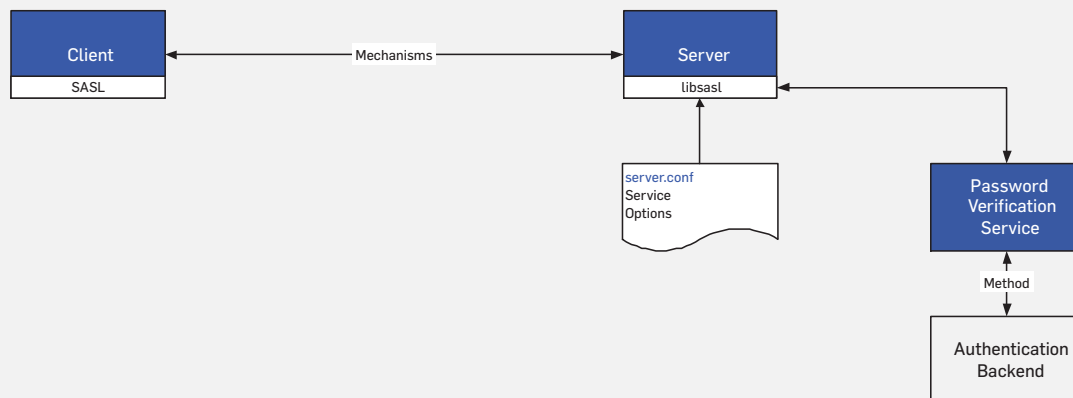 Client
SASL
Mechanisms
Server
libsasl
server.conf
Service
Options
Password
Verification
Service
Method
Authentication
Backend